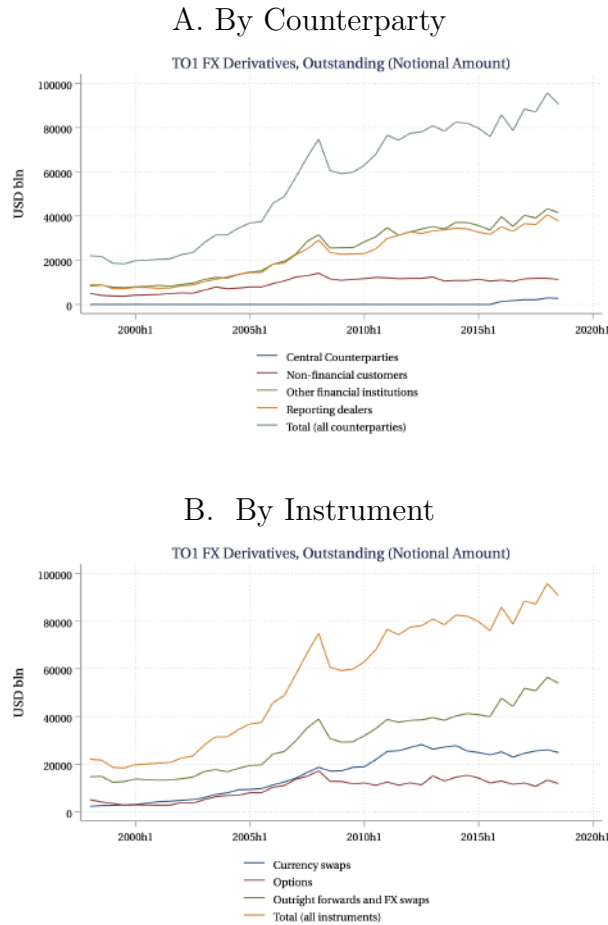 A. By Counterparty
TO1 FX Derivatives, Outstanding (Notional Amount)
100000
80000
60000
40000
20000
0
USD bln
2000h1 2005h1 2010h1 2015h1 2020h1
Central Counterparties
Non-financial customers
Other financial institutions
Reporting dealers
Total (all counterparties)
B. By Instrument
TO1 FX Derivatives, Outstanding (Notional Amount)
100000
80000
60000
40000
20000
0
USD bln
2000h1 2005h1 2010h1 2015h1 2020h1
Currency swaps
Options
Outright forwards and FX swaps
Total (all instruments)